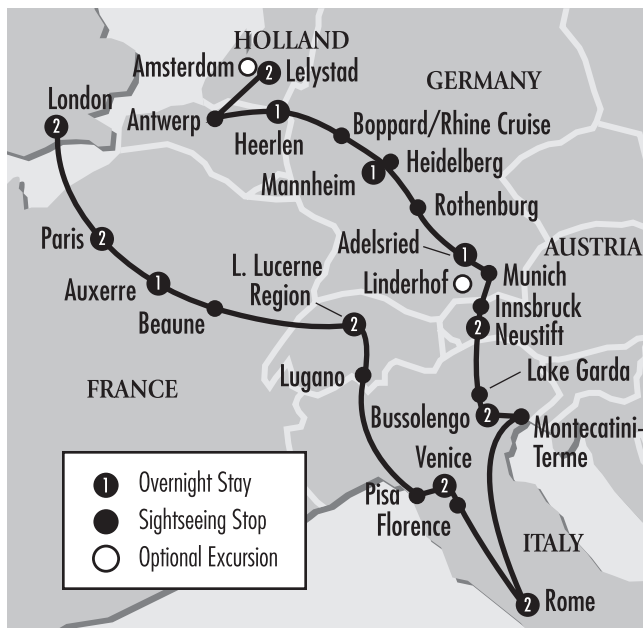 HOLLAND
Amsterdam
2
Lelystad
GERMANY
London
2
Antwerp
1
Heerlen
Boppard/Rhine Cruise
Heidelberg
1
Mannheim
Rothenburg
Paris
2
Adelsried
1
AUSTRIA
L. Lucerne
Region
Linderhof
Munich
Auxerre
1
Innsbruck
Beaune
2
2
Neustift
Lugano
Lake Garda
FRANCE
Bussolengo
2
Montecatini-
Terme
Venice
2
Pisa
Florence
ITALY
2
Rome
1
Overnight Stay
Sightseeing Stop
Optional Excursion